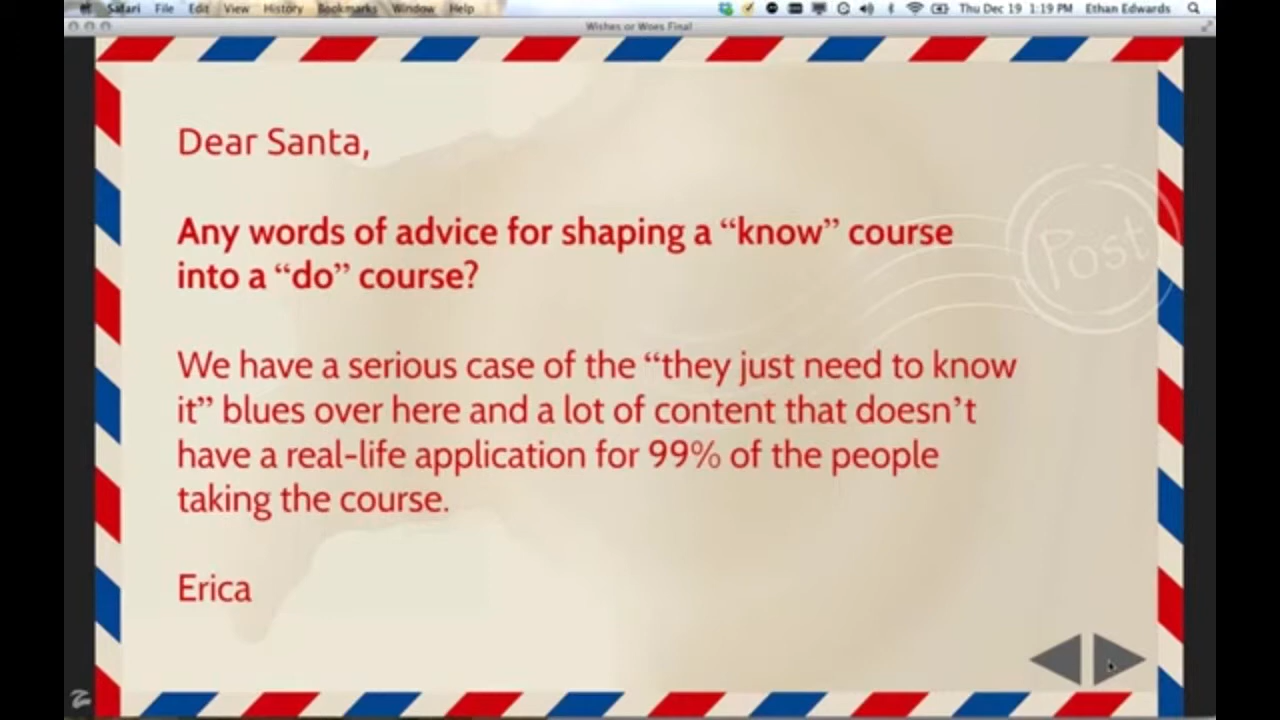 Safari File Edit View History Bookmarks Window Help Thu Dec 19 1:19 PM Ethan Edwards
Wishes or Woes Final
Dear Santa,
Any words of advice for shaping a “know” course
into a “do” course?
Post
We have a serious case of the “they just need to know
it” blues over here and a lot of content that doesn’t
have a real-life application for 99% of the people
taking the course.
Erica